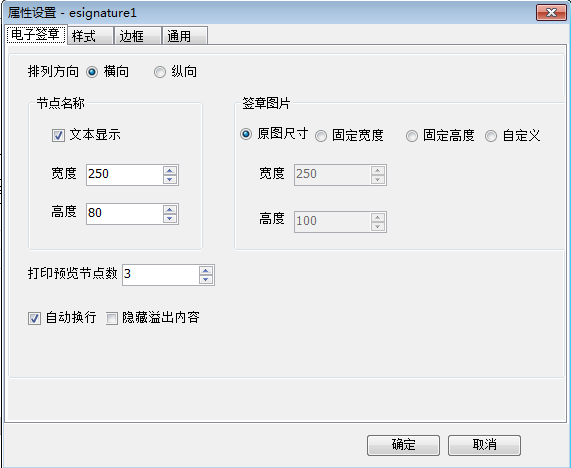 属性设置 - esignature1
电子签章 样式 边框 通用
排列方向 横向 纵向
节点名称 签章图片
文本显示 原图尺寸 固定宽度 固定高度 自定义
宽度 250 宽度 250
高度 80 高度 100
打印预览节点数 3
自动换行 隐藏溢出内容
确定 取消